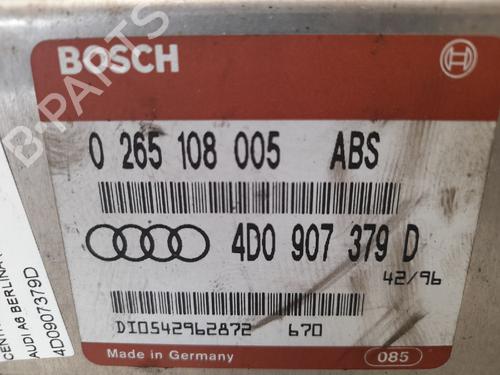 BOSCH
0 265 108 005 ABS
4D0 907 379 D
42/96
DI0542962872 670
Made in Germany 085
AUDI A6 BERLINA
4D0907379D
B-PARTS